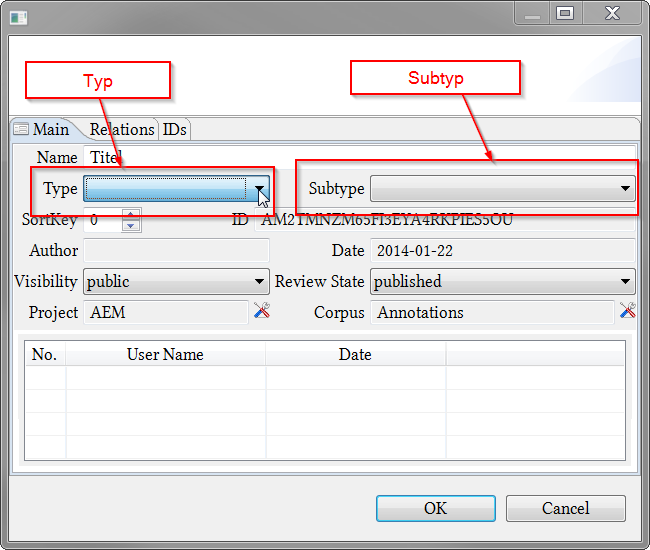 Typ
Subtyp
Main Relations IDs
Name Titel
Type Subtype
SortKey 0 ID AM2TMNZM65FI3EYA4RKPIES5OU
Author Date 2014-01-22
Visibility public Review State published
Project AEM Corpus Annotations
No. User Name Date
OK Cancel